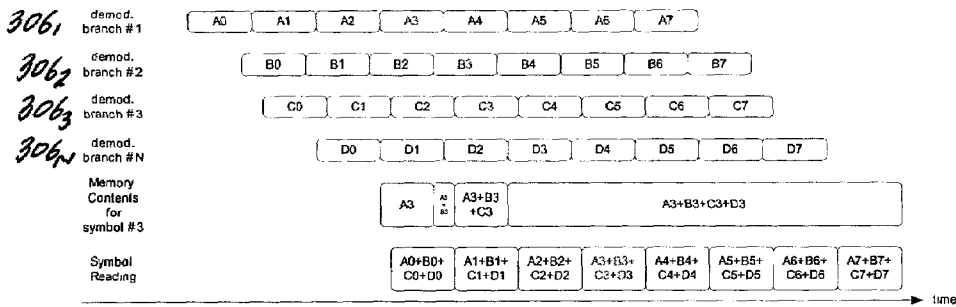 306₁ demod. branch #1 A0 A1 A2 A3 A4 A5 A6 A7
306₂ demod. branch #2 B0 B1 B2 B3 B4 B5 B6 B7
306₃ demod. branch #3 C0 C1 C2 C3 C4 C5 C6 C7
306N demod. branch #N D0 D1 D2 D3 D4 D5 D6 D7
Memory Contents for symbol #3 A3 A3+B3 A3+B3+C3 A3+B3+C3+D3
Symbol Reading A0+B0+C0+D0 A1+B1+C1+D1 A2+B2+C2+D2 A3+B3+C3+D3 A4+B4+C4+D4 A5+B5+C5+D5 A6+B6+C6+D6 A7+B7+C7+D7
time